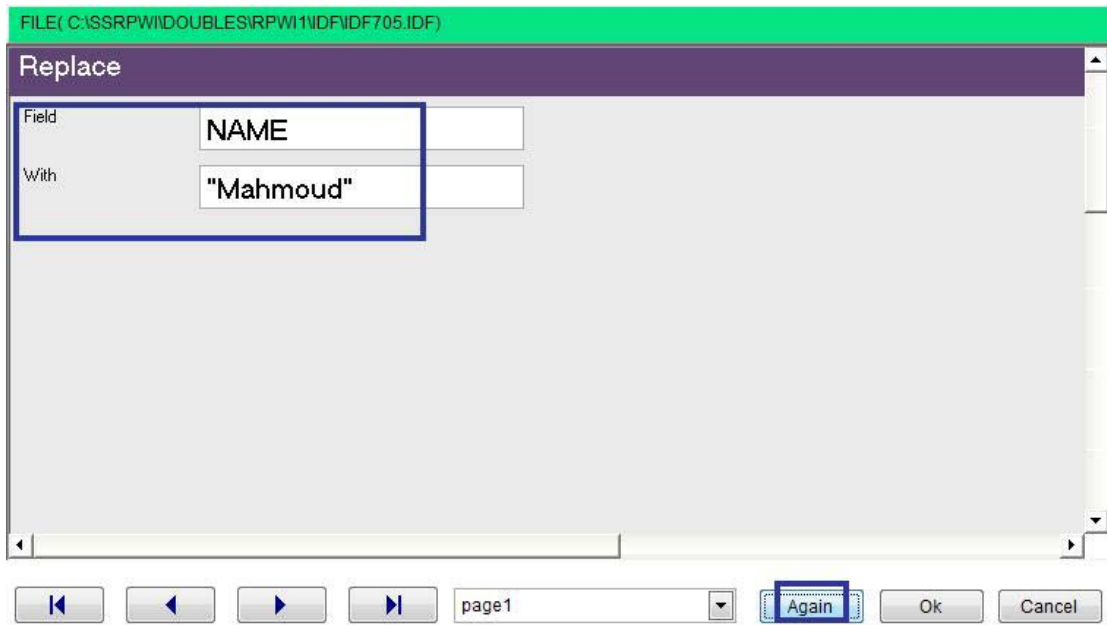 FILE( C:\SSRPWI\DOUBLES\RPWI1\IDF\IDF705.IDF)
Replace
Field NAME
With "Mahmoud"
page1 Again Ok Cancel